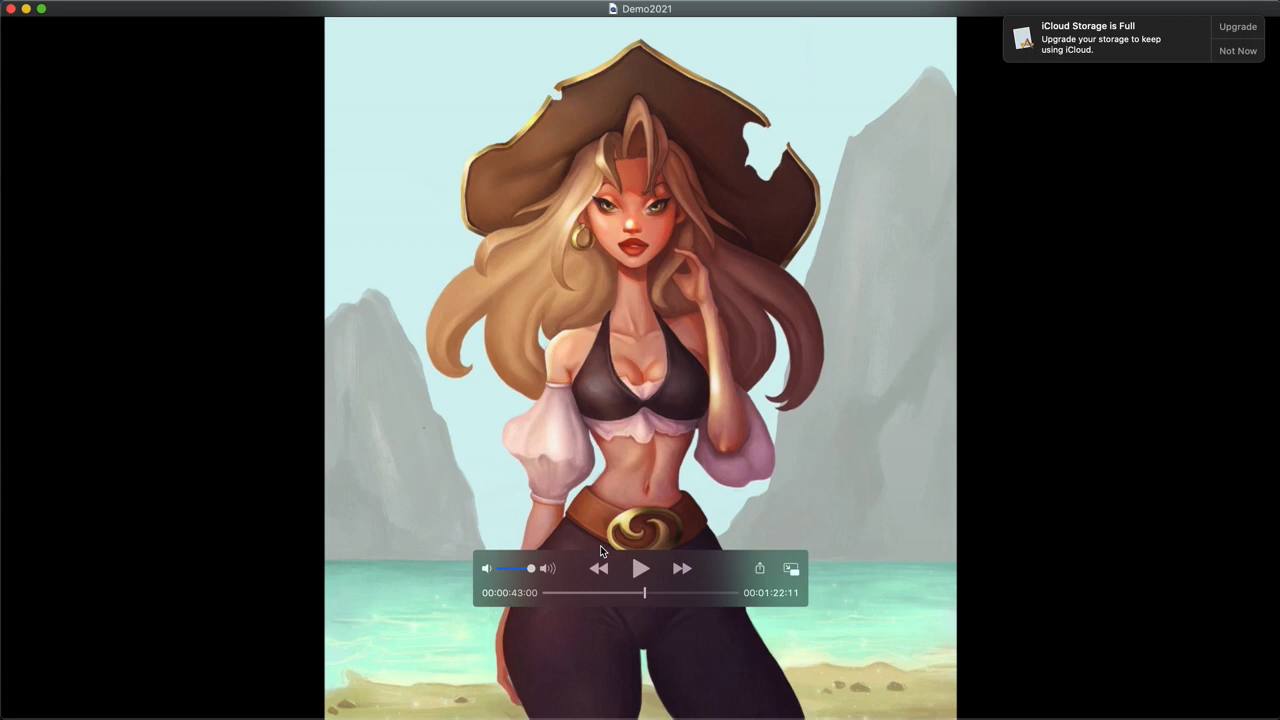 Demo2021
iCloud Storage is Full
Upgrade your storage to keep
using iCloud.
Upgrade
Not Now
00:00:43:00
00:01:22:11